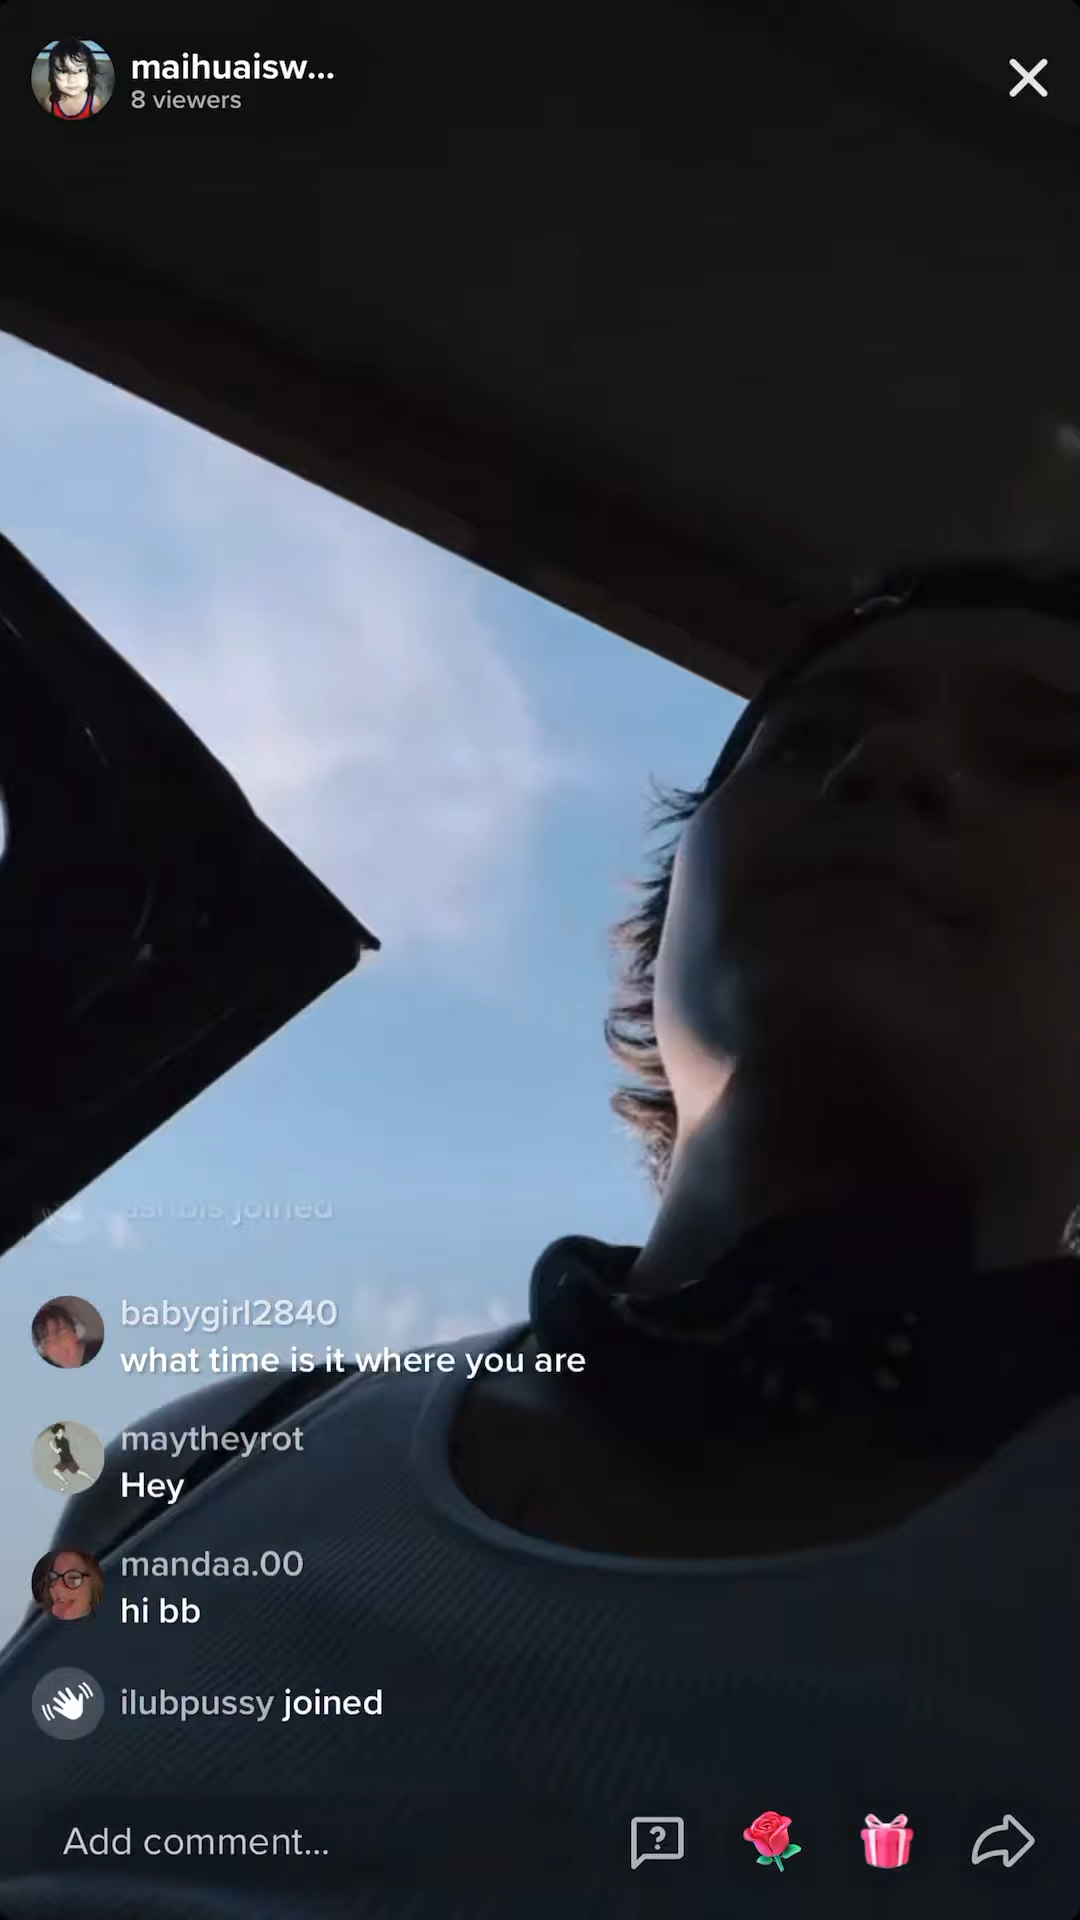 maihuaisw...
8 viewers
joined
babygirl2840
what time is it where you are
maytheyrot
Hey
mandaa.00
hi bb
ilubpussy joined
Add comment...